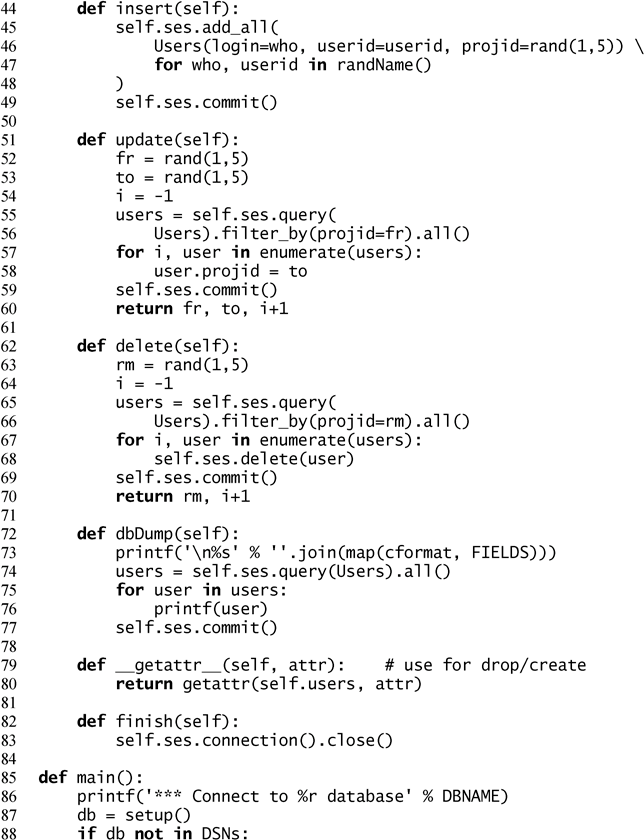 44 def insert(self):
45 self.ses.add_all(
46 Users(login=who, userid=userid, projid=rand(1,5)) \
47 for who, userid in randName()
48 )
49 self.ses.commit()
50
51 def update(self):
52 fr = rand(1,5)
53 to = rand(1,5)
54 i = -1
55 users = self.ses.query(
56 Users).filter_by(projid=fr).all()
57 for i, user in enumerate(users):
58 user.projid = to
59 self.ses.commit()
60 return fr, to, i+1
61
62 def delete(self):
63 rm = rand(1,5)
64 i = -1
65 users = self.ses.query(
66 Users).filter_by(projid=rm).all()
67 for i, user in enumerate(users):
68 self.ses.delete(user)
69 self.ses.commit()
70 return rm, i+1
71
72 def dbDump(self):
73 printf('\n%s' % ''.join(map(cformat, FIELDS)))
74 users = self.ses.query(Users).all()
75 for user in users:
76 printf(user)
77 self.ses.commit()
78
79 def __getattr__(self, attr): # use for drop/create
80 return getattr(self.users, attr)
81
82 def finish(self):
83 self.ses.connection().close()
84
85 def main():
86 printf('*** Connect to %r database' % DBNAME)
87 db = setup()
88 if db not in DSNs: